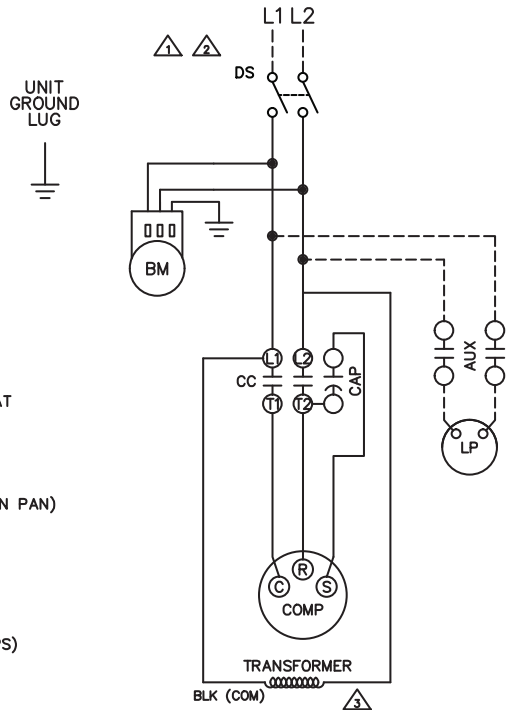 L1 L2
1 2
DS
UNIT
GROUND
LUG
BM
L1 L2
AUX
CC
CAP
T1 T2
AT
LP
N PAN)
R
C S
COMP
PS)
TRANSFORMER
BLK (COM)
3